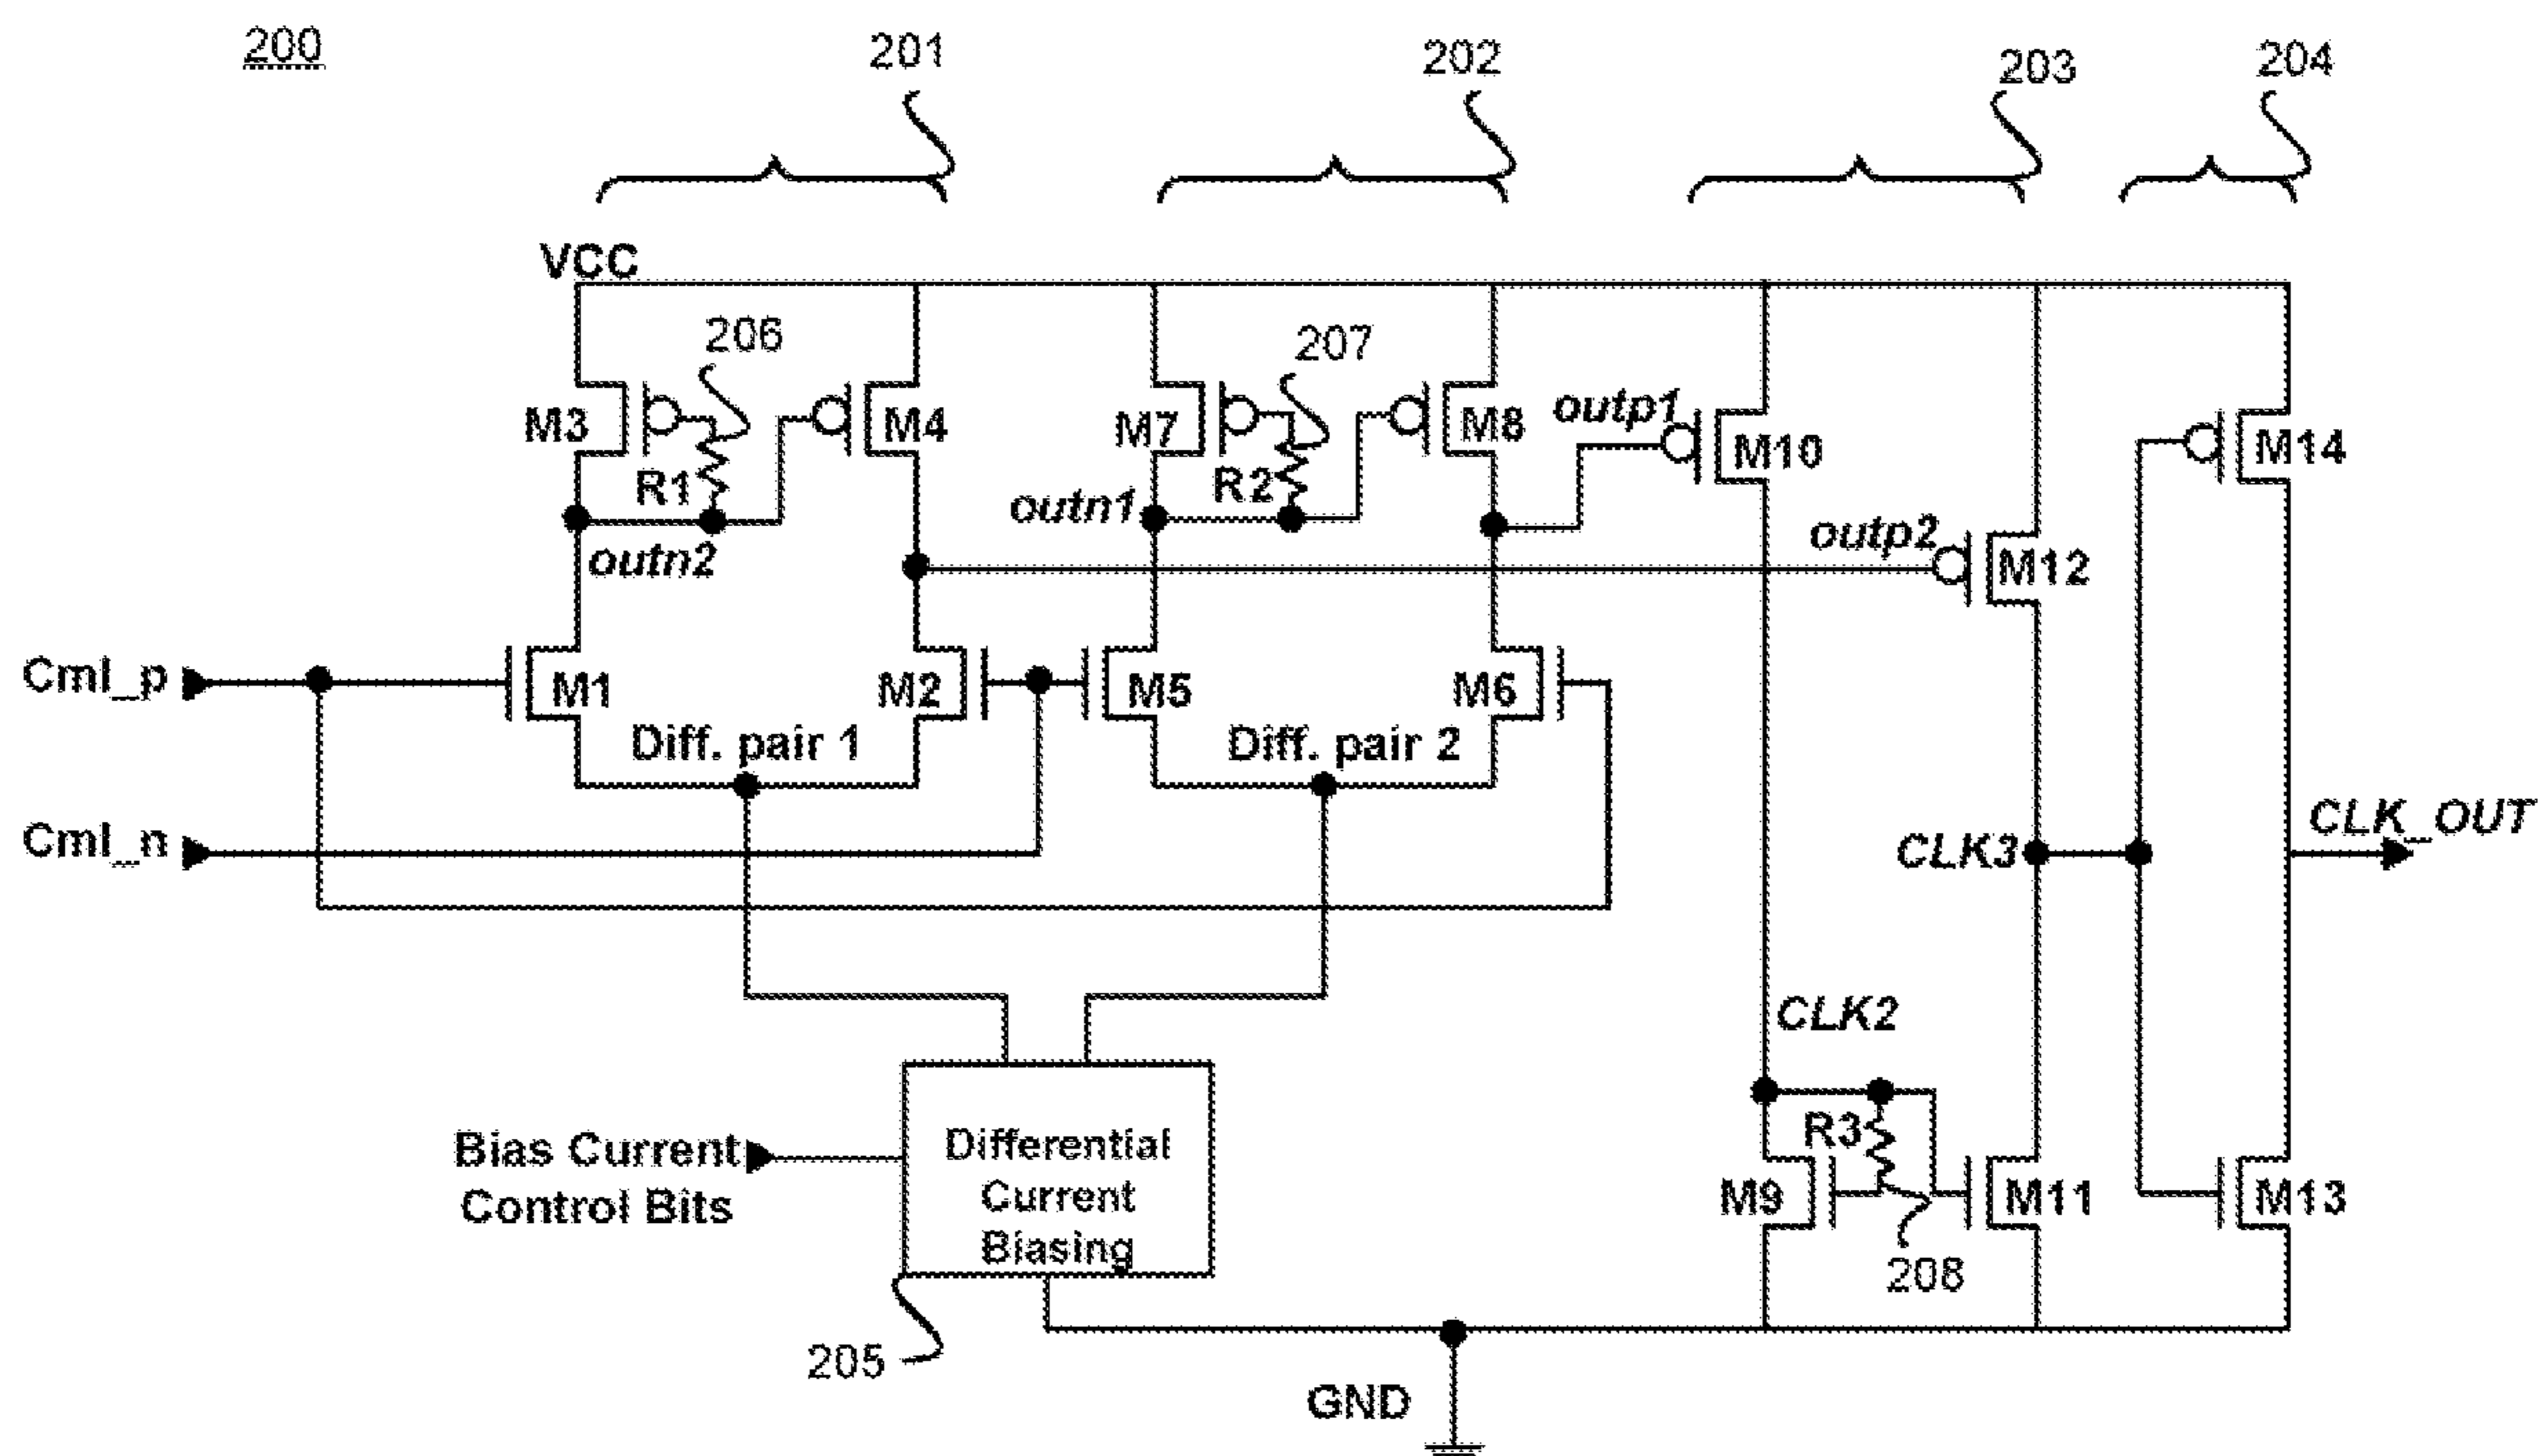 200
201
202
203
204
VCC
206
207
M3
M4
M7
M8
outp1
M10
M14
R1
R2
outn1
outn2
outp2
M12
Cml_p
M1
M2
M5
M6
Diff. pair 1
Diff. pair 2
Cml_n
CLK3
CLK_OUT
CLK2
Bias Current
Control Bits
Differential
Current
Biasing
R3
M9
M11
M13
208
205
GND